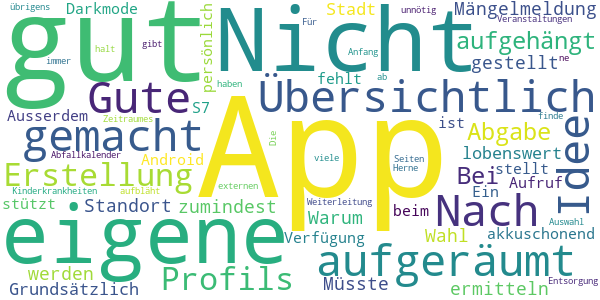 übrigens
Darkmode
persönlich
Stadt
unnötig
Mängelmeldung
Veranstaltungen
gut
Nicht
immer
halt
gibt
Für
Anfang
ab
ne
aufgehängt
fehlt
gestellt
Gute
S7
haben
Übersichtlich
finde
Ausserdem
Zeitraumes
gemacht
App
Die
viele
Seiten
Herne
ist
Abgabe
Idee
Abfallkalender
Android
lobenswert
Erstellung
externen
Bei
stellt
Aufruf
Kinderkrankheiten
aufbläht
Weiterleitung
Ein
Auswahl
stützt
Standort
zumindest
Warum
beim
Nach
eigene
Verfügung
Wahl
akkuschonend
werden
Profils
Müsste
aufgeräumt
Entsorgung
Grundsätzlich
ermitteln